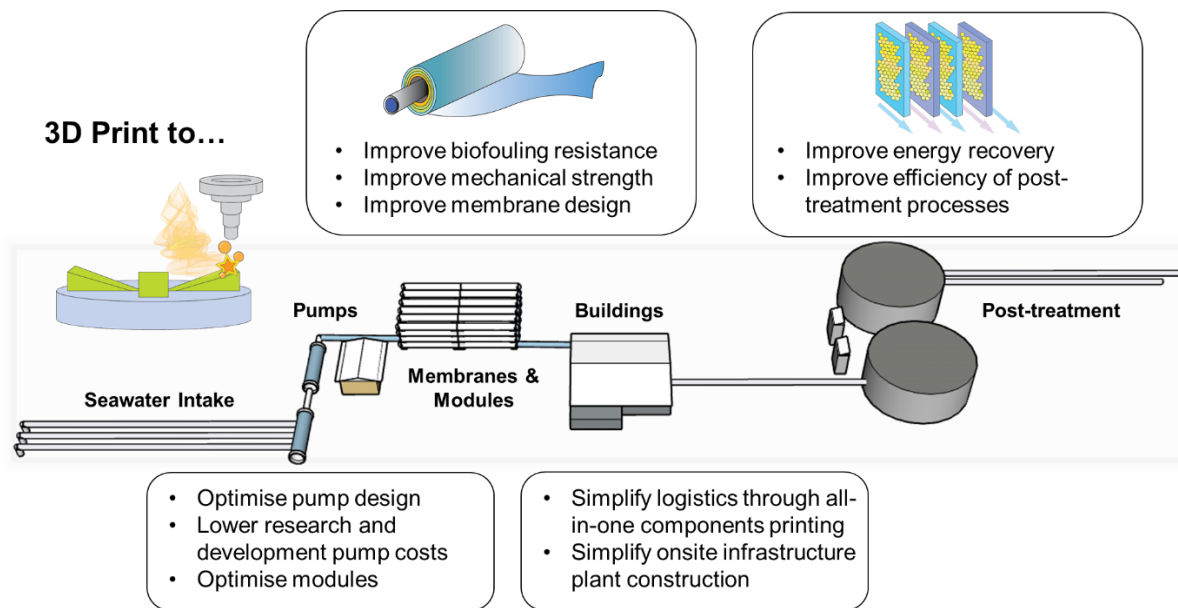 3D Print to…
• Improve biofouling resistance
• Improve mechanical strength
• Improve membrane design
• Improve energy recovery
• Improve efficiency of post-
treatment processes
Pumps
Buildings
Post-treatment
Membranes &
Modules
Seawater Intake
• Optimise pump design
• Lower research and
development pump costs
• Optimise modules
• Simplify logistics through all-
in-one components printing
• Simplify onsite infrastructure
plant construction